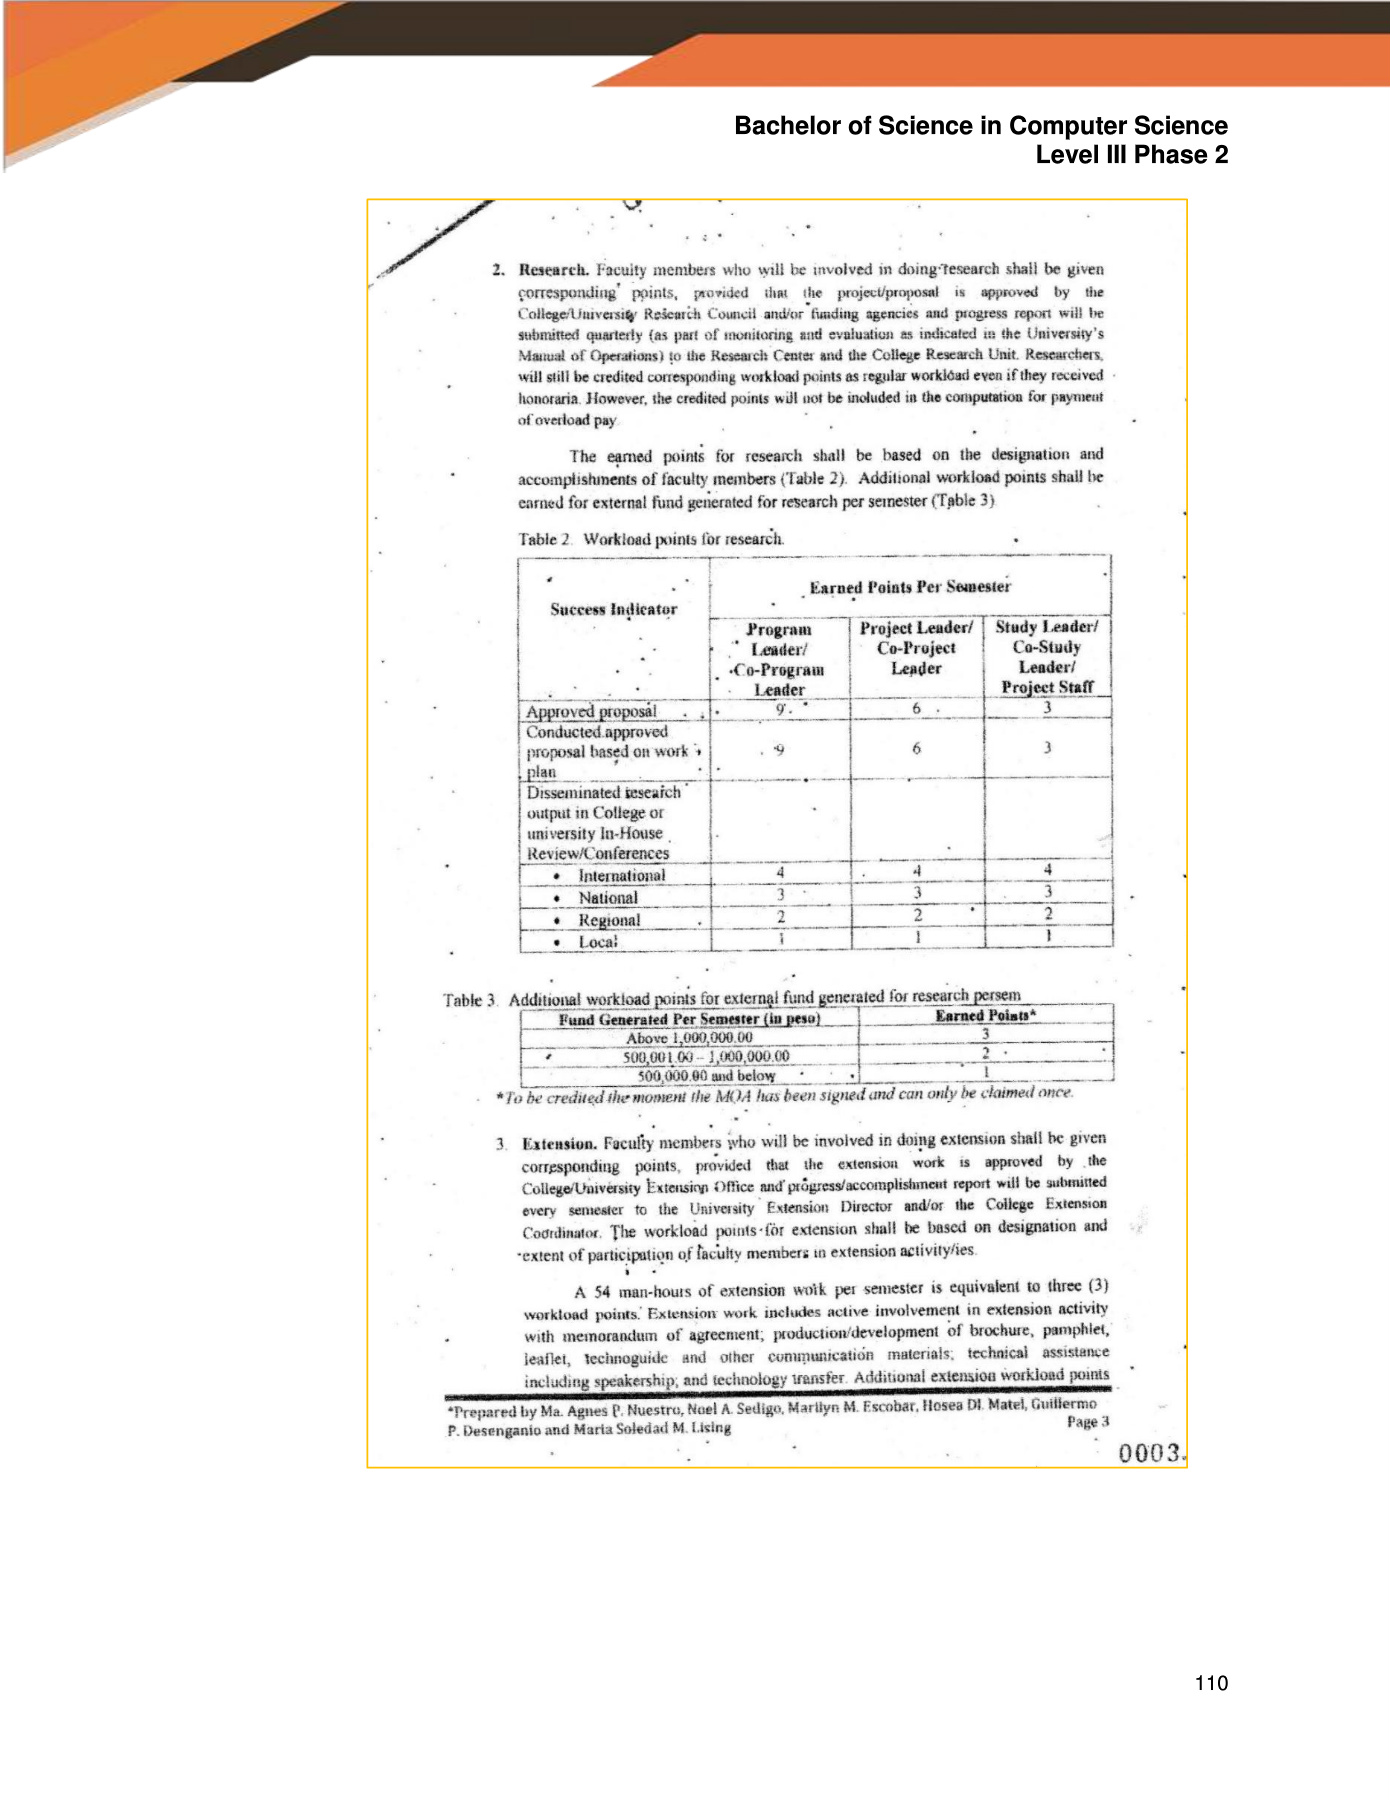 Bachelor of Science in Computer Science
Level III Phase 2
2. Research. Faculty members who will be involved in doing research shall be given
corresponding points, provided that the project/proposal is approved by the
College/University Research Council and/or funding agencies and progress report will be
submitted quarterly (as part of monitoring and evaluation as indicated in the University's
Manual of Operations) to the Research Center and the College Research Unit. Researchers,
will still be credited corresponding workload points as regular workload even if they received
honoraria. However, the credited points will not be included in the computation for payment
of overload pay
The earned points for research shall be based on the designation and
accomplishments of faculty members (Table 2). Additional workload points shall be
earned for external fund generated for research per semester (Table 3)
Table 2. Workload points for research.
Success Indicator
Earned Points Per Semester
Program Leader/ Co-Program Leader
Project Leader/ Co-Project Leader
Study Leader/ Co-Study Leader/ Project Staff
Approved proposal 9 6 3
Conducted approved proposal based on work plan 9 6 3
Disseminated research output in College or university In-House Review/Conferences
• International 4 4 4
• National 3 3 3
• Regional 2 2 2
• Local 1 1 1
Table 3. Additional workload points for external fund generated for research persem
Fund Generated Per Semester (in peso) Earned Points*
Above 1,000,000.00 3
500,001.00 – 1,000,000.00 2
500,000.00 and below 1
*To be credited the moment the MOA has been signed and can only be claimed once.
3. Extension. Faculty members who will be involved in doing extension shall be given
corresponding points, provided that the extension work is approved by the
College/University Extension Office and progress/accomplishment report will be submitted
every semester to the University Extension Director and/or the College Extension
Coordinator. The workload points for extension shall be based on designation and
extent of participation of faculty members in extension activity/ies.
A 54 man-hours of extension work per semester is equivalent to three (3)
workload points. Extension work includes active involvement in extension activity
with memorandum of agreement; production/development of brochure, pamphlet,
leaflet, technoguide and other communication materials; technical assistance
including speakership; and technology transfer. Additional extension workload points
*Prepared by Ma. Agnes P. Nuestro, Noel A. Sedigo, Marilyn M. Escobar, Hosea Dl. Matel, Guillermo
P. Desenganio and Maria Soledad M. Lising
Page 3
0003
110